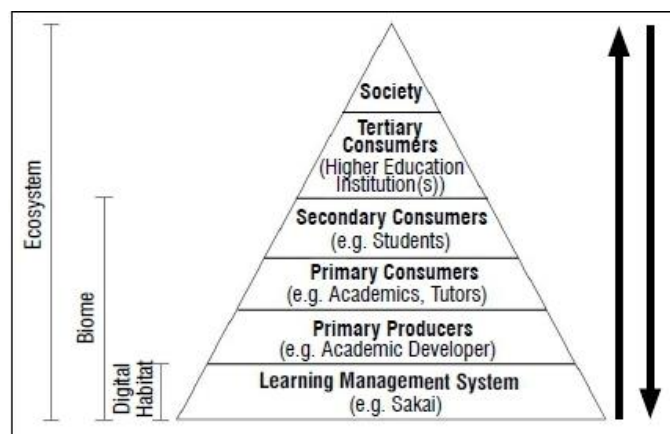 Society
Tertiary
Consumers
(Higher Education
Institution(s))
Secondary Consumers
(e.g. Students)
Primary Consumers
(e.g. Academics, Tutors)
Primary Producers
(e.g. Academic Developer)
Learning Management System
(e.g. Sakai)
Ecosystem
Biome
Digital
Habitat